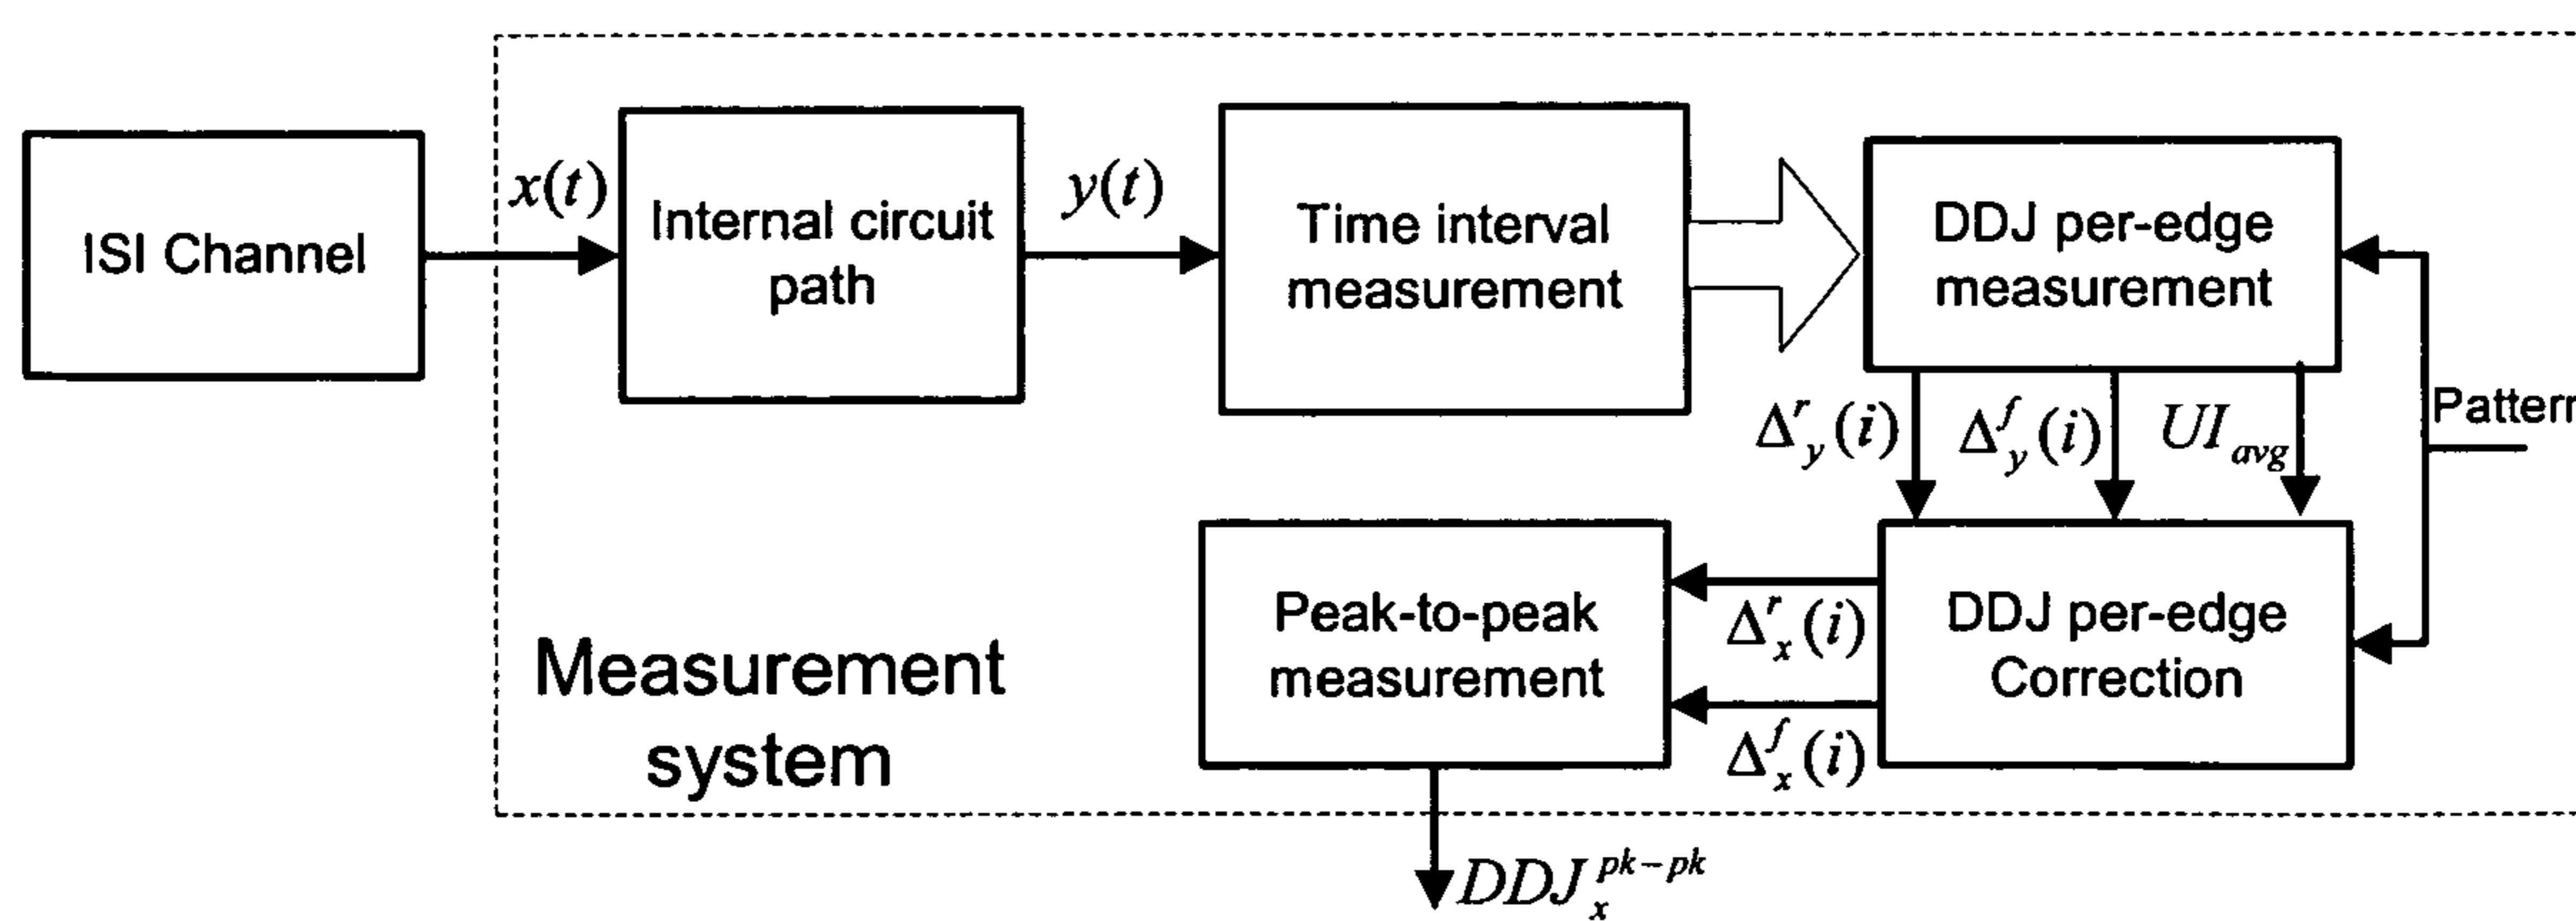 ISI Channel
x(t)
Internal circuit
path
y(t)
Time interval
measurement
DDJ per-edge
measurement
Δ^r_y(i)
Δ^f_y(i)
UI_avg
Pattern
Peak-to-peak
measurement
Δ^r_x(i)
Δ^f_x(i)
DDJ per-edge
Correction
Measurement
system
DDJ_x^{pk-pk}